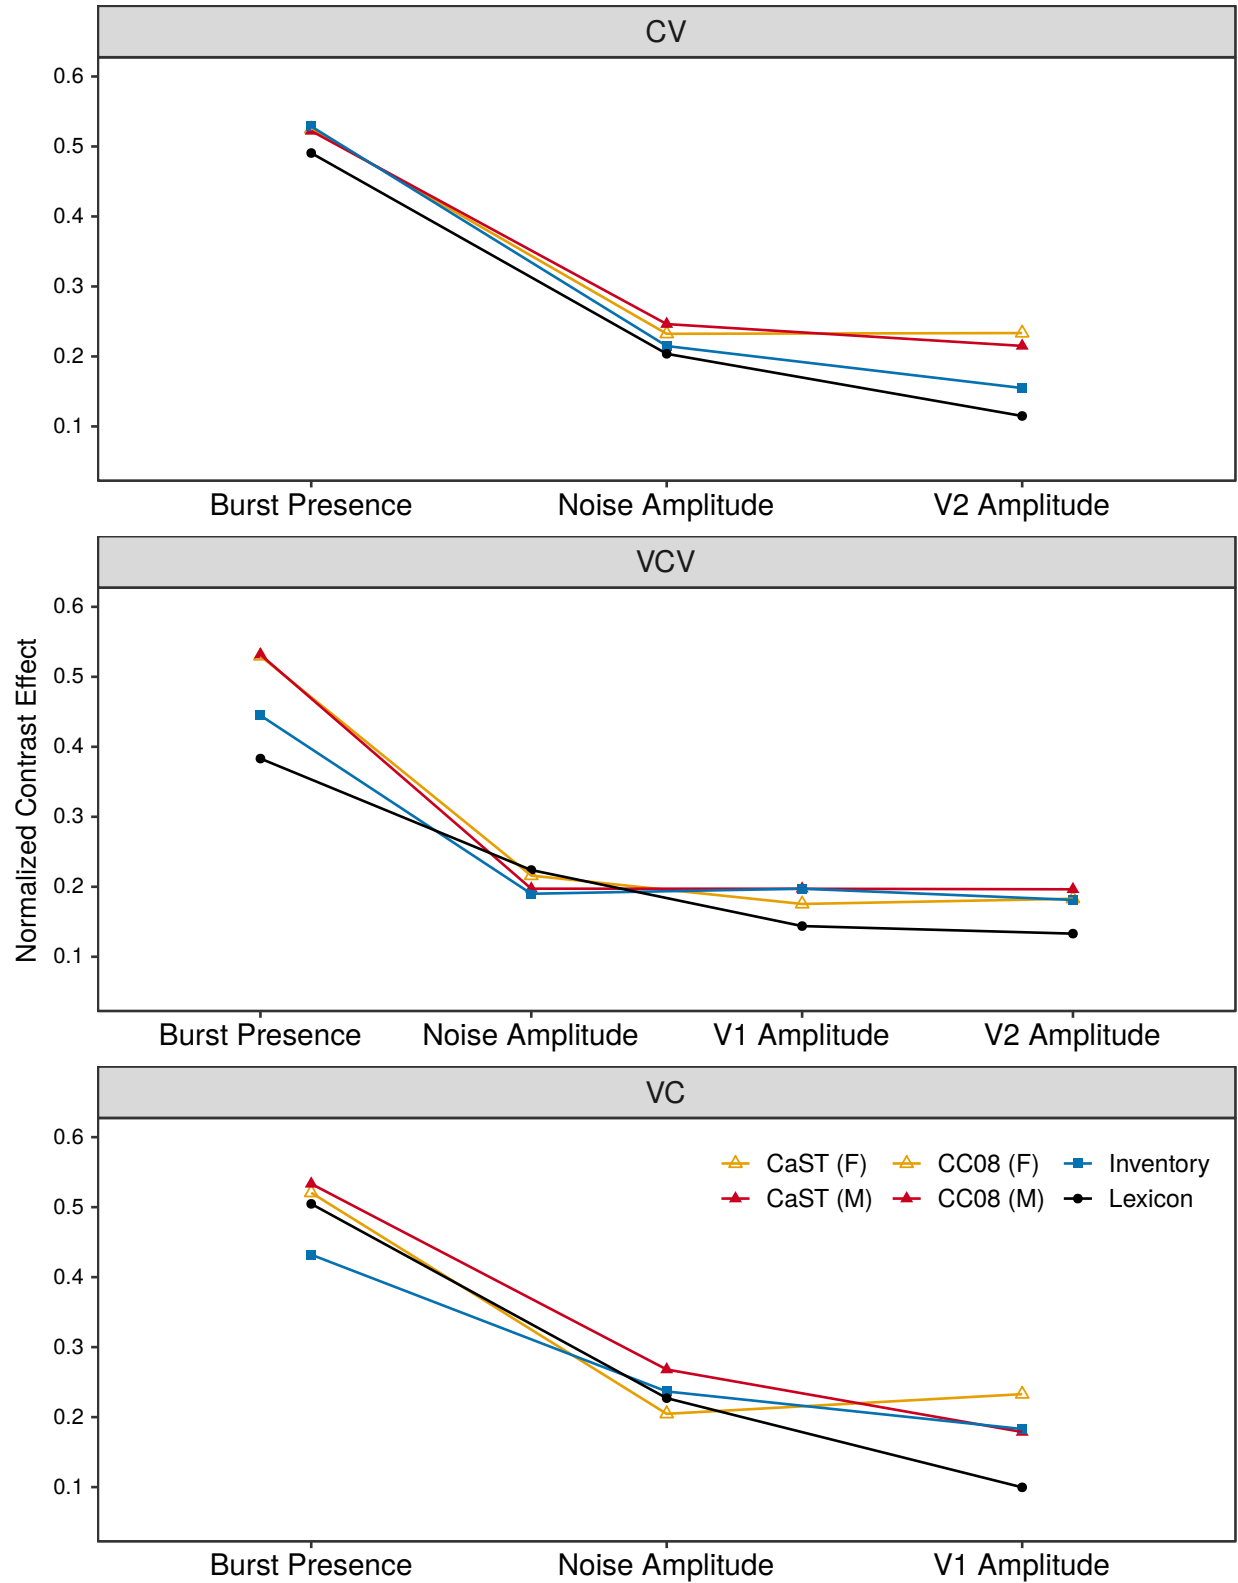 CV
0.6
0.5
0.4
0.3
0.2
0.1
Burst Presence Noise Amplitude V2 Amplitude
Normalized Contrast Effect
VCV
0.6
0.5
0.4
0.3
0.2
0.1
Burst Presence Noise Amplitude V1 Amplitude V2 Amplitude
VC
0.6
0.5
0.4
0.3
0.2
0.1
CaST (F) CC08 (F) Inventory
CaST (M) CC08 (M) Lexicon
Burst Presence Noise Amplitude V1 Amplitude